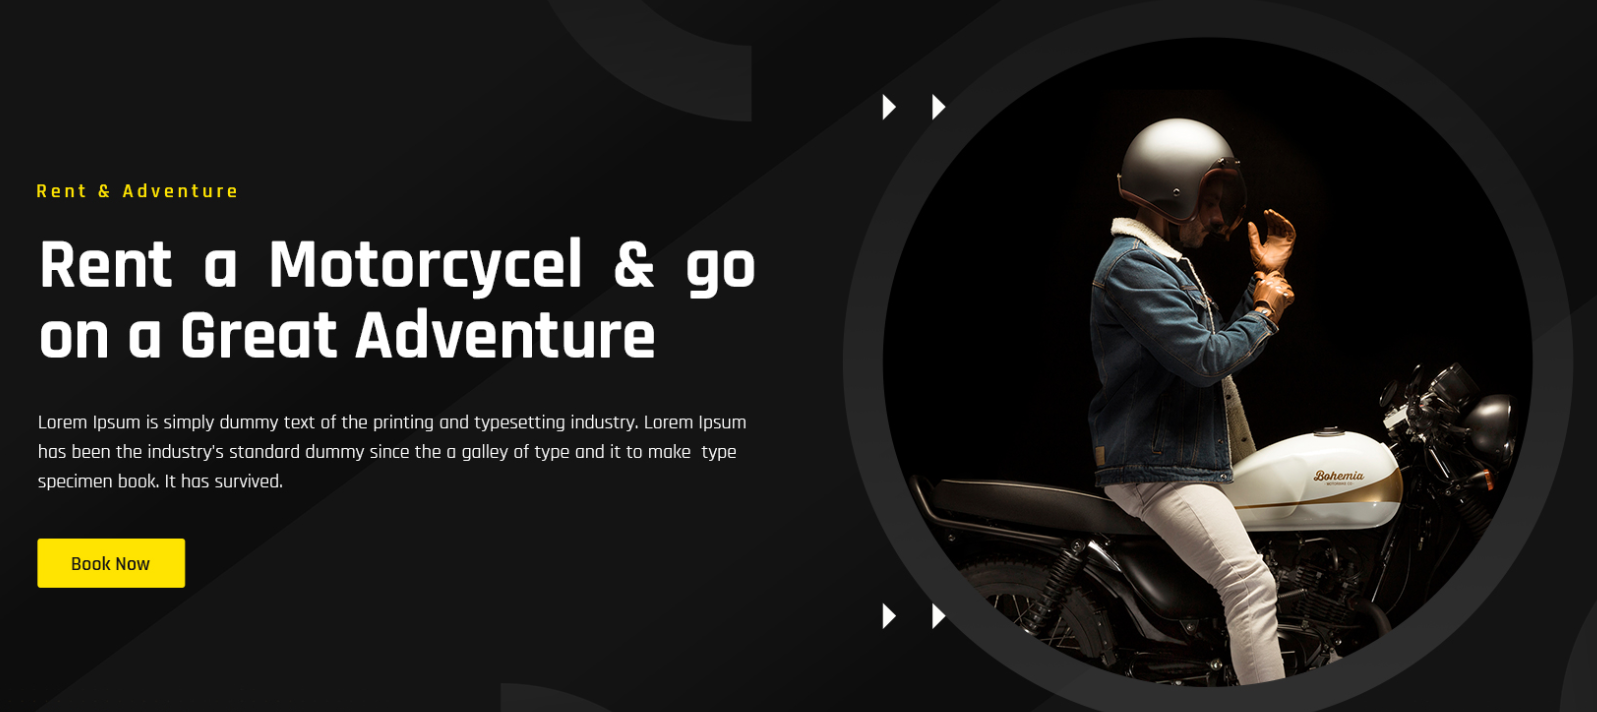 Rent & Adventure
Rent a Motorcycel & go
on a Great Adventure
Lorem Ipsum is simply dummy text of the printing and typesetting industry. Lorem Ipsum
has been the industry's standard dummy since the a galley of type and it to make type
specimen book. It has survived.
Book Now
Bohemia